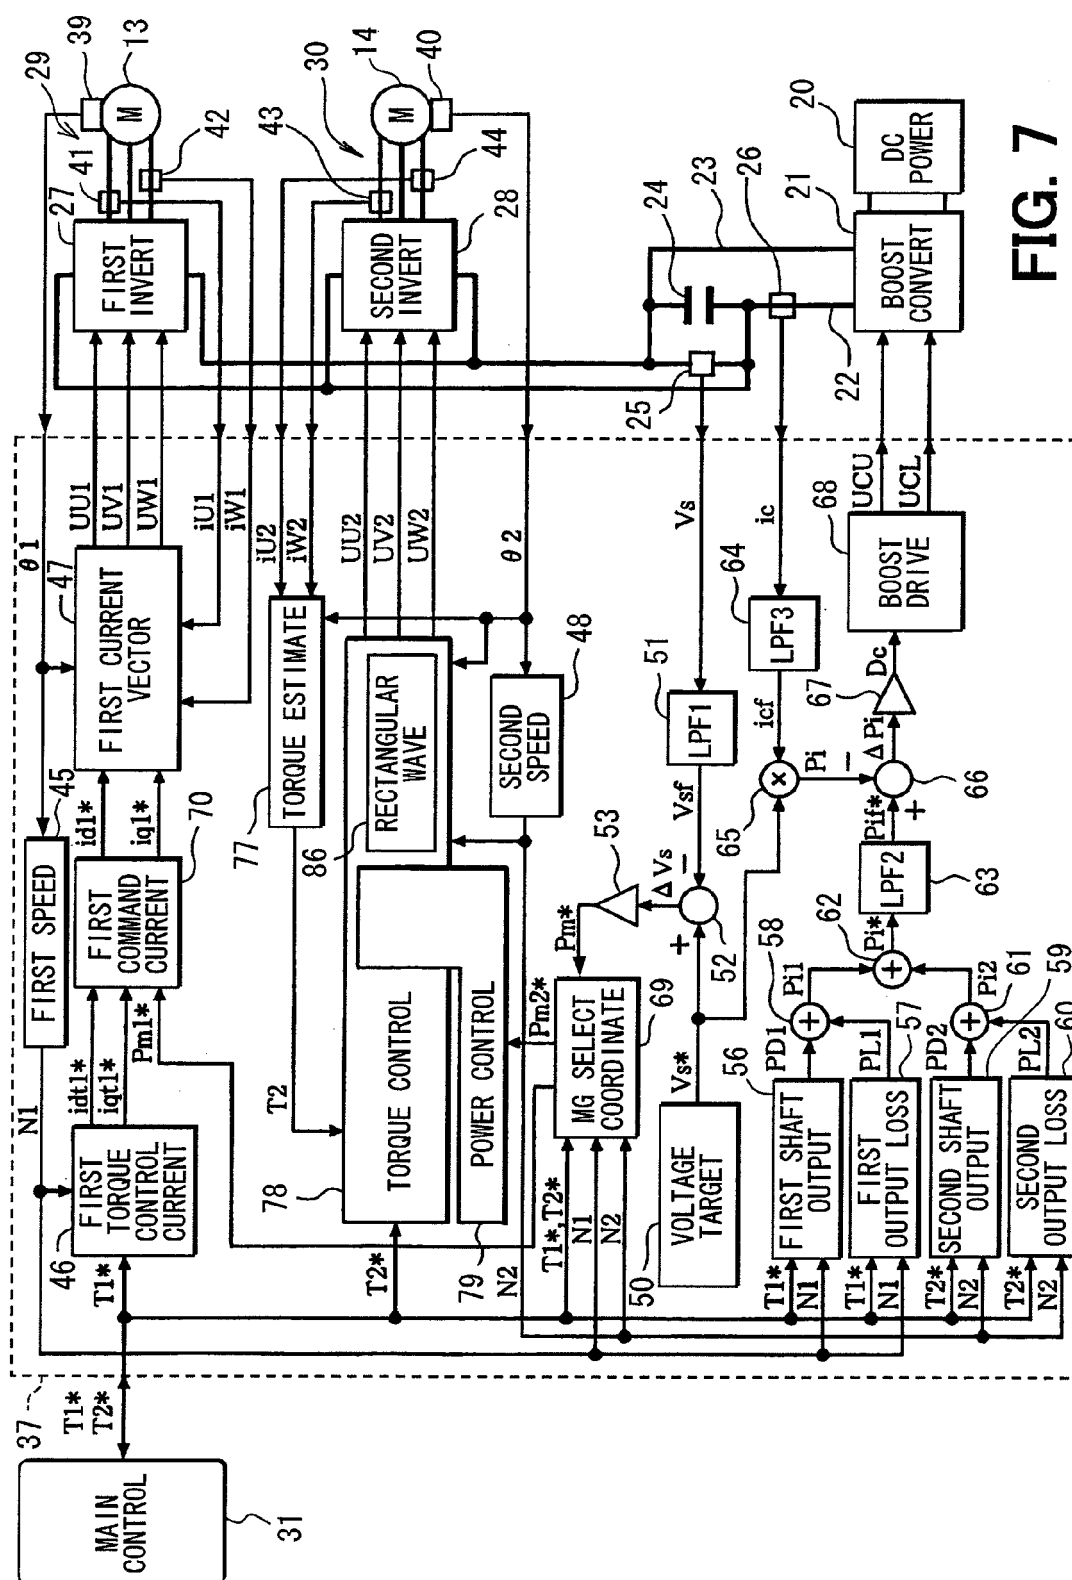 FIG. 7
37
T1*
T2*
MAIN
CONTROL
31
N1
FIRST SPEED
45
θ1
46
FIRST
TORQUE
CONTROL
CURRENT
T1*
idt1*
iqt1*
Pm1*
FIRST
COMMAND
CURRENT
70
id1*
iq1*
47
FIRST CURRENT
VECTOR
UU1
UV1
UW1
iU1
iW1
27
FIRST
INVERT
41
29
39
M
13
42
77
TORQUE ESTIMATE
T2
iU2
iW2
43
30
14
M
40
44
SECOND
INVERT
28
78
TORQUE CONTROL
T2*
86
RECTANGULAR
WAVE
UU2
UV2
UW2
79
POWER CONTROL
N2
SECOND
SPEED
48
θ2
Pm2*
Pm*
53
T1*,T2*
N1
N2
MG SELECT
COORDINATE
69
ΔVs
+
−
52
Vsf
51
LPF1
Vs
25
24
23
26
22
50
VOLTAGE
TARGET
Vs*
65
×
Pi
icf
64
LPF3
ic
21
BOOST
CONVERT
20
DC
POWER
56
T1*
N1
FIRST SHAFT
OUTPUT
PD1
58
+
Pi1
T1*
N1
FIRST
OUTPUT LOSS
57
PL1
T2*
N2
SECOND SHAFT
OUTPUT
59
PD2
+
61
Pi2
T2*
N2
SECOND
OUTPUT LOSS
60
PL2
62
+
Pi*
LPF2
63
Pif*
+
−
66
ΔPi
67
Dc
BOOST
DRIVE
68
UCU
UCL